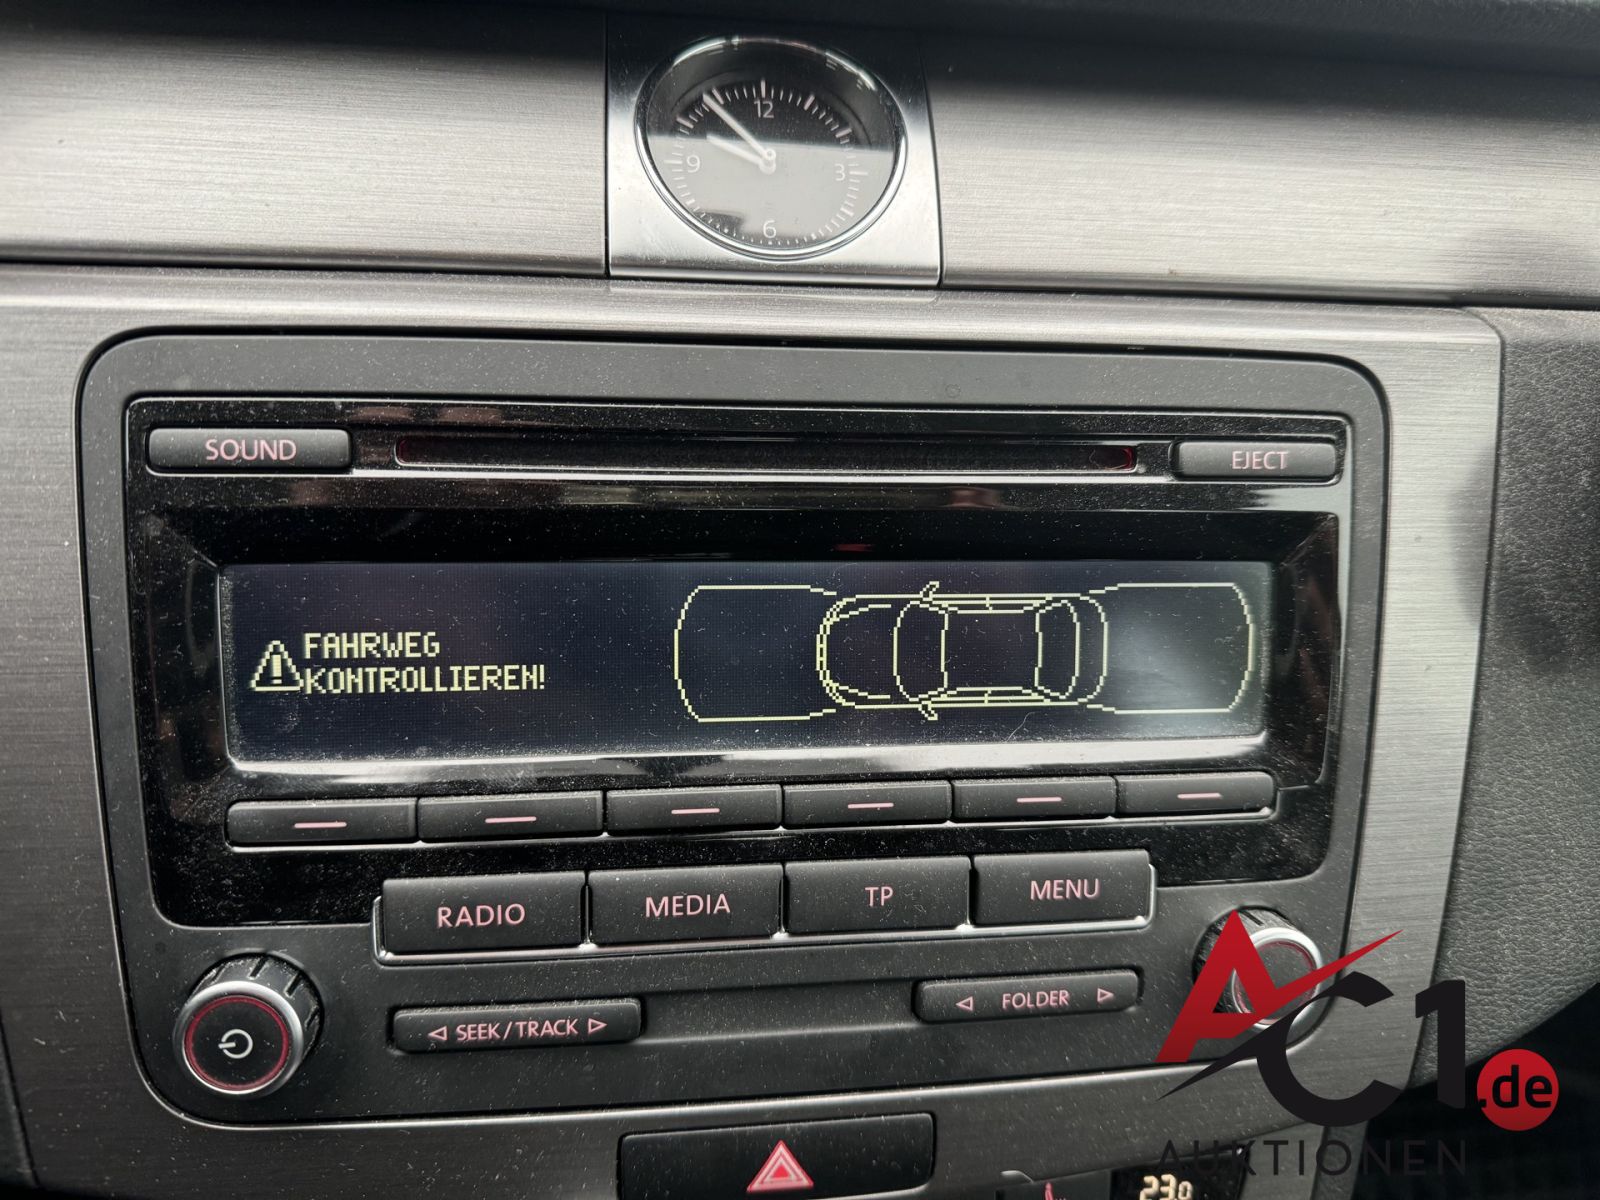 12
9
3
6
SOUND
EJECT
FAHRWEG
KONTROLLIEREN!
RADIO
MEDIA
TP
MENU
SEEK/TRACK
FOLDER
AC1.de
AUKTIONEN
23.0